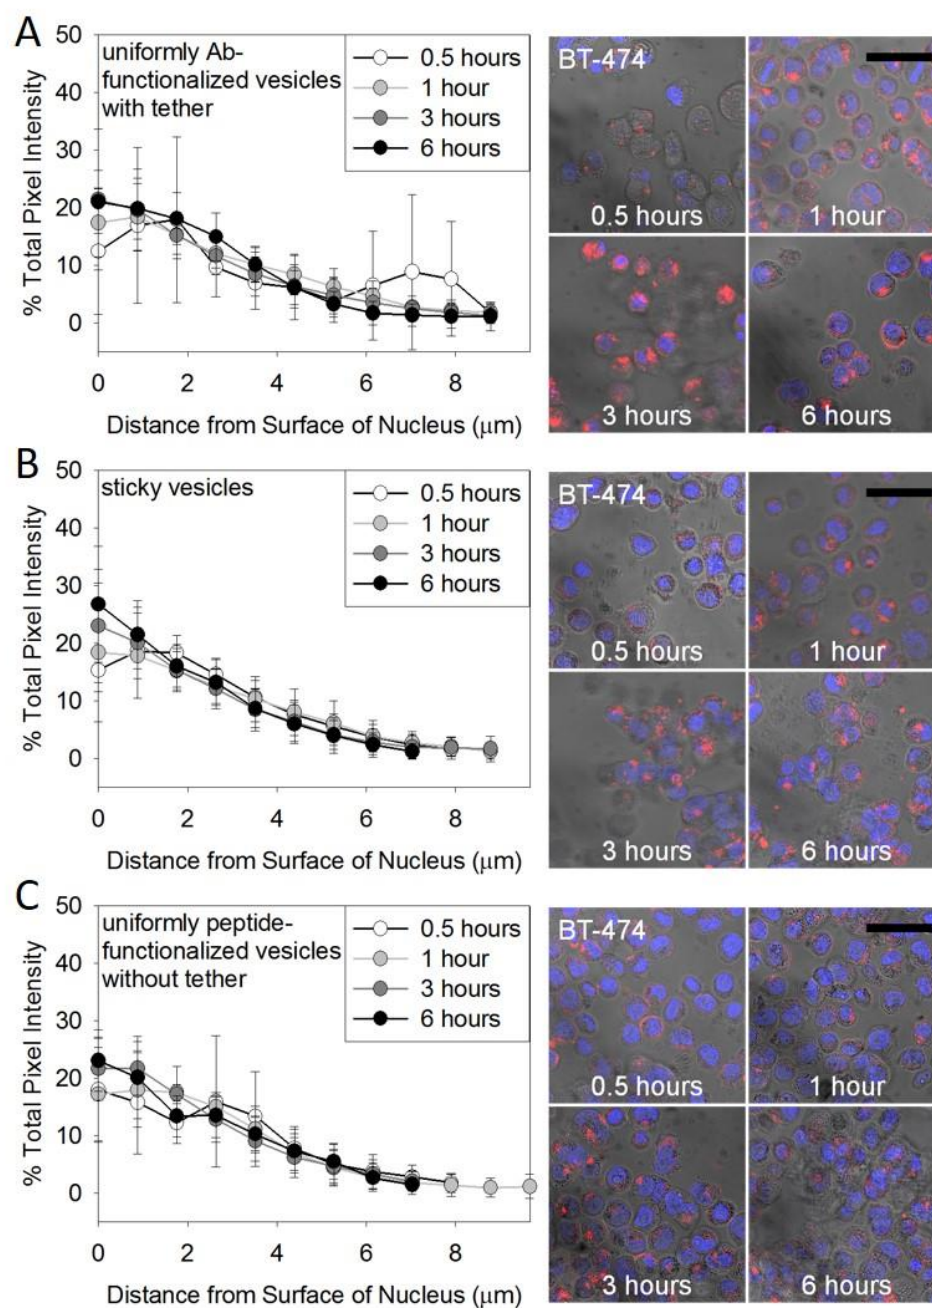 A
50
40
30
20
10
0
% Total Pixel Intensity
uniformly Ab-
functionalized vesicles
with tether
0.5 hours
1 hour
3 hours
6 hours
0 2 4 6 8
Distance from Surface of Nucleus (μm)
BT-474
0.5 hours
1 hour
3 hours
6 hours
B
50
40
30
20
10
0
% Total Pixel Intensity
sticky vesicles
0.5 hours
1 hour
3 hours
6 hours
0 2 4 6 8
Distance from Surface of Nucleus (μm)
BT-474
0.5 hours
1 hour
3 hours
6 hours
C
50
40
30
20
10
0
% Total Pixel Intensity
uniformly peptide-
functionalized vesicles
without tether
0.5 hours
1 hour
3 hours
6 hours
0 2 4 6 8
Distance from Surface of Nucleus (μm)
BT-474
0.5 hours
1 hour
3 hours
6 hours